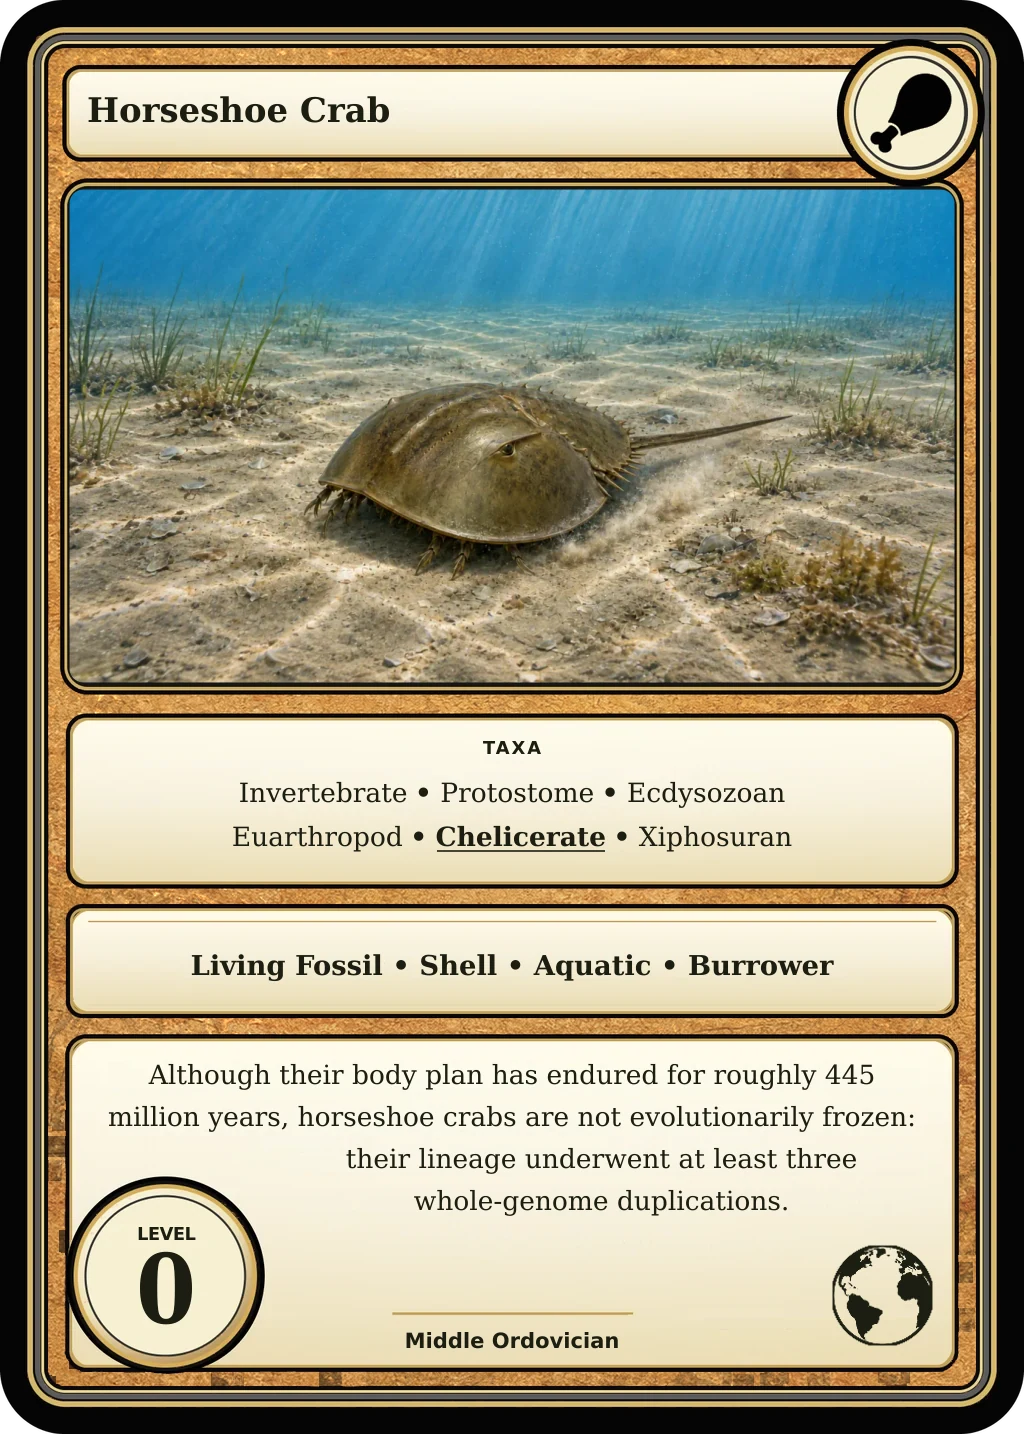 Horseshoe Crab
TAXA
Invertebrate • Protostome • Ecdysozoan
Euarthropod • Chelicerate • Xiphosuran
Living Fossil • Shell • Aquatic • Burrower
Although their body plan has endured for roughly 445
million years, horseshoe crabs are not evolutionarily frozen:
their lineage underwent at least three
whole-genome duplications.
LEVEL
0
Middle Ordovician